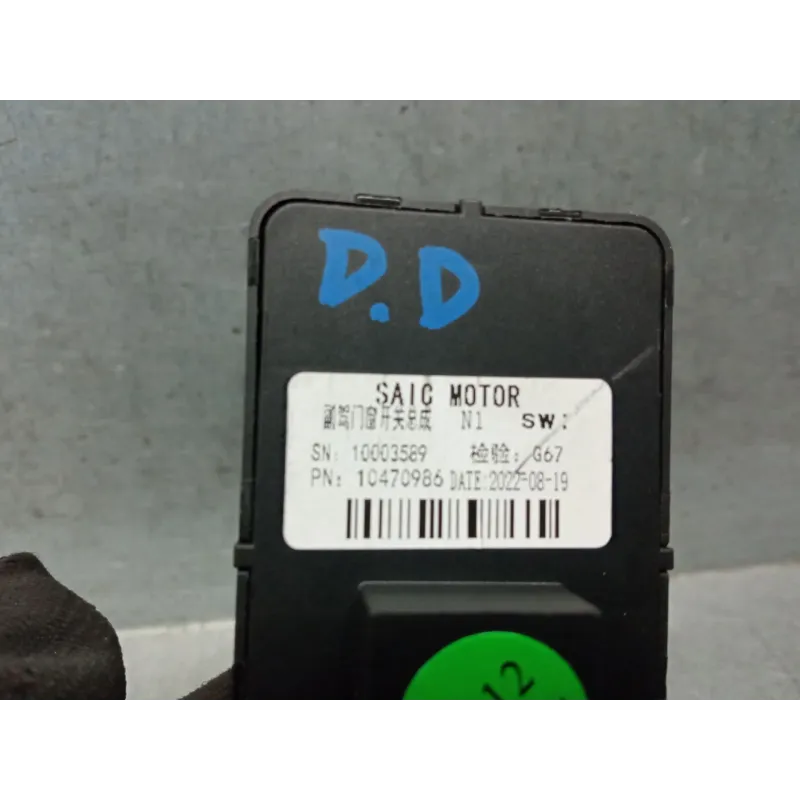 D.D
SAIC MOTOR
副驾门窗开关总成 N1 SW:
SN: 10003589 检验: G67
PN: 10470986 DATE:2022-08-19
12